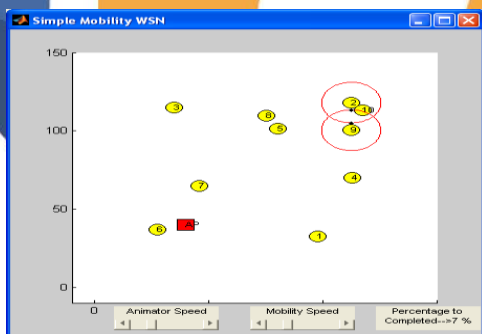 Simple Mobility WSN
150
100
50
0
0
3
8
5
2
10
9
4
7
6
AP
1
Animator Speed
Mobility Speed
Percentage to
Completed-->7 %